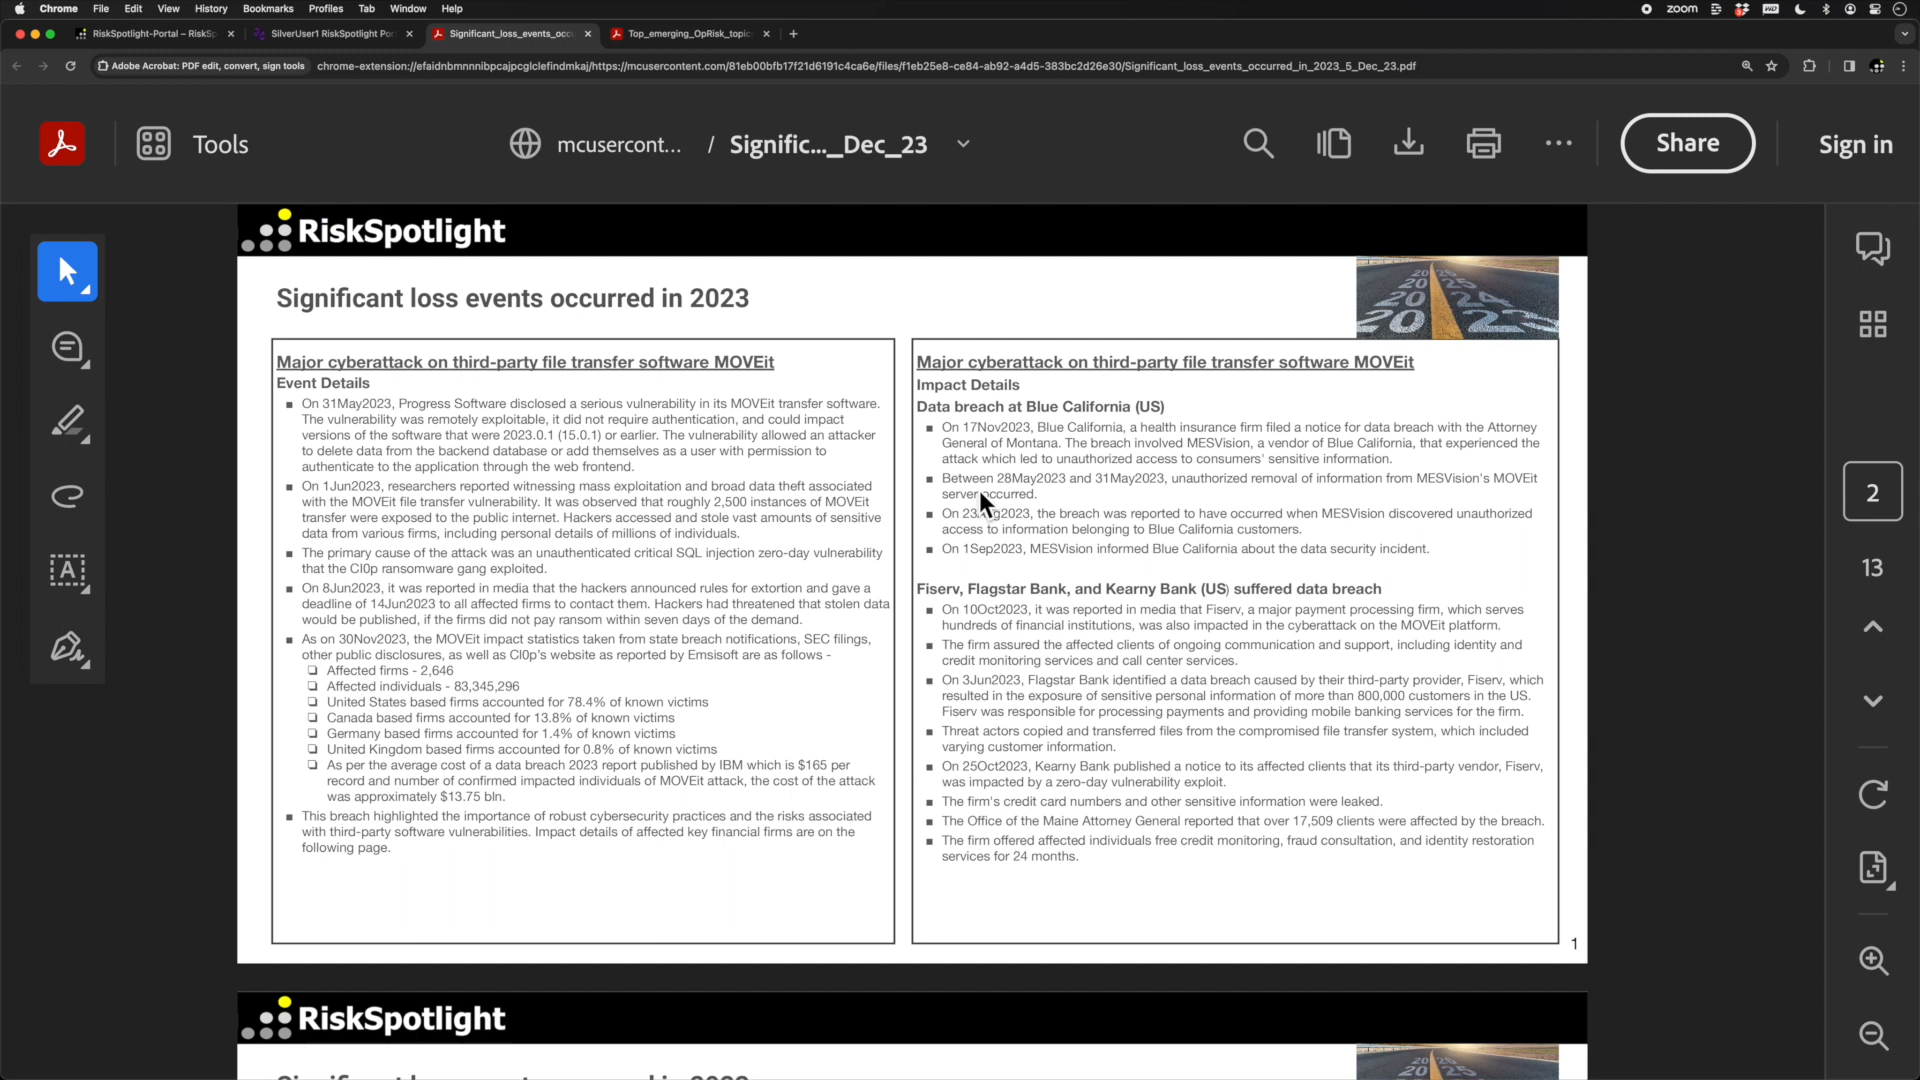 Chrome File Edit View History Bookmarks Profiles Tab Window Help zoom
RiskSpotlight-Portal – RiskSp SilverUser1 RiskSpotlight Por Significant_loss_events_occu Top_emerging_OpRisk_topic
Adobe Acrobat: PDF edit, convert, sign tools chrome-extension://efaidnbmnnnibpcajpcglclefindmkaj/https://mcusercontent.com/81eb00bfb17f21d6191c4ca6e/files/f1eb25e8-ce84-ab92-a4d5-383bc2d26e30/Significant_loss_events_occurred_in_2023_5_Dec_23.pdf
Tools mcusercont... / Signific..._Dec_23 Share Sign in
RiskSpotlight
Significant loss events occurred in 2023
20 26
20 25
20 24
20 23
Major cyberattack on third-party file transfer software MOVEit
Event Details
On 31May2023, Progress Software disclosed a serious vulnerability in its MOVEit transfer software.
The vulnerability was remotely exploitable, it did not require authentication, and could impact
versions of the software that were 2023.0.1 (15.0.1) or earlier. The vulnerability allowed an attacker
to delete data from the backend database or add themselves as a user with permission to
authenticate to the application through the web frontend.
On 1Jun2023, researchers reported witnessing mass exploitation and broad data theft associated
with the MOVEit file transfer vulnerability. It was observed that roughly 2,500 instances of MOVEit
transfer were exposed to the public internet. Hackers accessed and stole vast amounts of sensitive
data from various firms, including personal details of millions of individuals.
The primary cause of the attack was an unauthenticated critical SQL injection zero-day vulnerability
that the Cl0p ransomware gang exploited.
On 8Jun2023, it was reported in media that the hackers announced rules for extortion and gave a
deadline of 14Jun2023 to all affected firms to contact them. Hackers had threatened that stolen data
would be published, if the firms did not pay ransom within seven days of the demand.
As on 30Nov2023, the MOVEit impact statistics taken from state breach notifications, SEC filings,
other public disclosures, as well as Cl0p's website as reported by Emsisoft are as follows -
Affected firms - 2,646
Affected individuals - 83,345,296
United States based firms accounted for 78.4% of known victims
Canada based firms accounted for 13.8% of known victims
Germany based firms accounted for 1.4% of known victims
United Kingdom based firms accounted for 0.8% of known victims
As per the average cost of a data breach 2023 report published by IBM which is $165 per
record and number of confirmed impacted individuals of MOVEit attack, the cost of the attack
was approximately $13.75 bln.
This breach highlighted the importance of robust cybersecurity practices and the risks associated
with third-party software vulnerabilities. Impact details of affected key financial firms are on the
following page.
Major cyberattack on third-party file transfer software MOVEit
Impact Details
Data breach at Blue California (US)
On 17Nov2023, Blue California, a health insurance firm filed a notice for data breach with the Attorney
General of Montana. The breach involved MESVision, a vendor of Blue California, that experienced the
attack which led to unauthorized access to consumers' sensitive information.
Between 28May2023 and 31May2023, unauthorized removal of information from MESVision's MOVEit
server occurred.
On 23 g2023, the breach was reported to have occurred when MESVision discovered unauthorized
access to information belonging to Blue California customers.
On 1Sep2023, MESVision informed Blue California about the data security incident.
Fiserv, Flagstar Bank, and Kearny Bank (US) suffered data breach
On 10Oct2023, it was reported in media that Fiserv, a major payment processing firm, which serves
hundreds of financial institutions, was also impacted in the cyberattack on the MOVEit platform.
The firm assured the affected clients of ongoing communication and support, including identity and
credit monitoring services and call center services.
On 3Jun2023, Flagstar Bank identified a data breach caused by their third-party provider, Fiserv, which
resulted in the exposure of sensitive personal information of more than 800,000 customers in the US.
Fiserv was responsible for processing payments and providing mobile banking services for the firm.
Threat actors copied and transferred files from the compromised file transfer system, which included
varying customer information.
On 25Oct2023, Kearny Bank published a notice to its affected clients that its third-party vendor, Fiserv,
was impacted by a zero-day vulnerability exploit.
The firm's credit card numbers and other sensitive information were leaked.
The Office of the Maine Attorney General reported that over 17,509 clients were affected by the breach.
The firm offered affected individuals free credit monitoring, fraud consultation, and identity restoration
services for 24 months.
1
2
13
RiskSpotlight